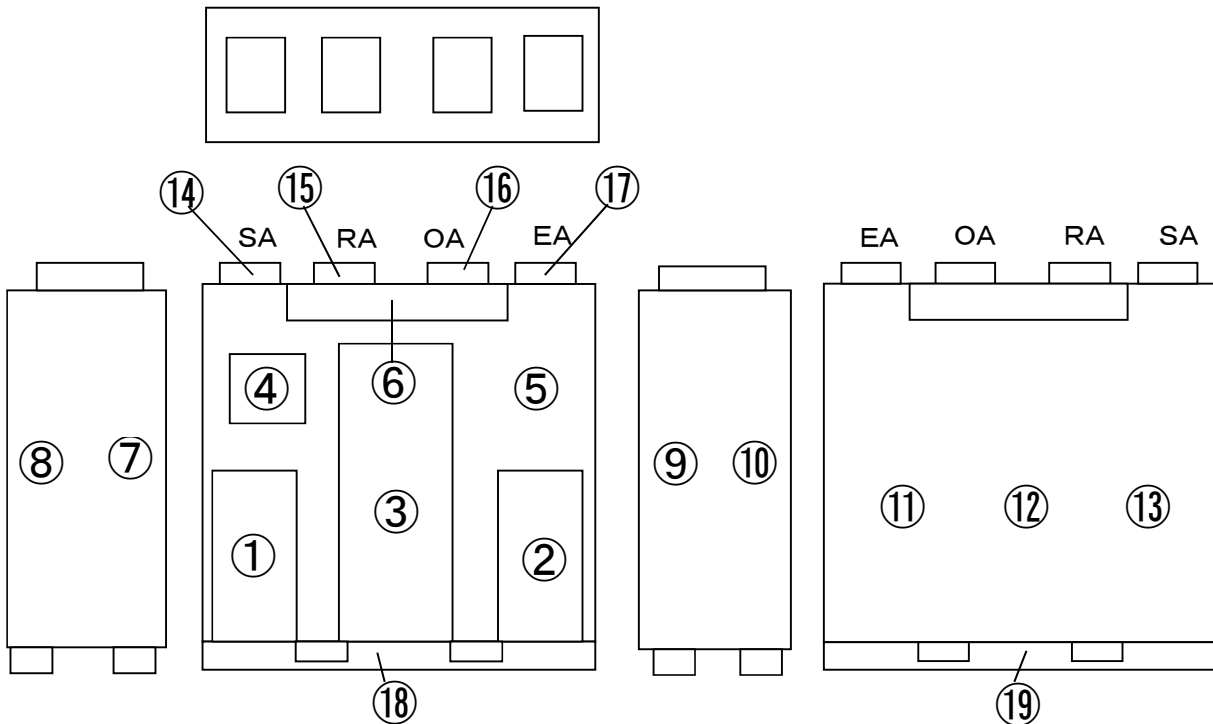 ⑭ ⑮ ⑯ ⑰
SA RA OA EA
EA OA RA SA
④ ⑥ ⑤
⑧ ⑦
⑨ ⑩
③
⑪ ⑫ ⑬
① ②
⑱
⑲